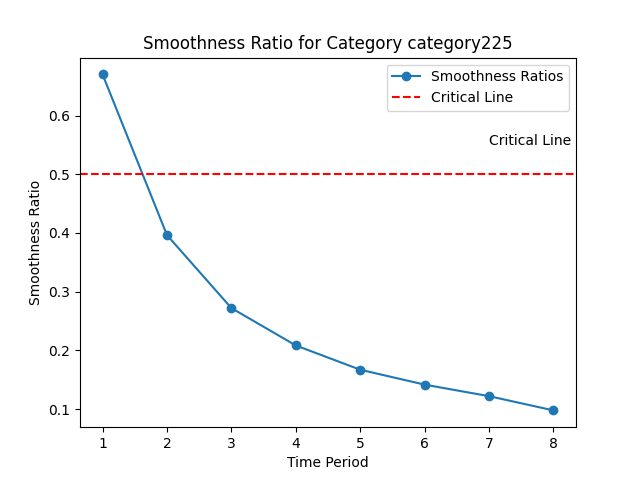 Smoothness Ratio for Category category225
Smoothness Ratios
Critical Line
Critical Line
Smoothness Ratio
0.6
0.5
0.4
0.3
0.2
0.1
1 2 3 4 5 6 7 8
Time Period